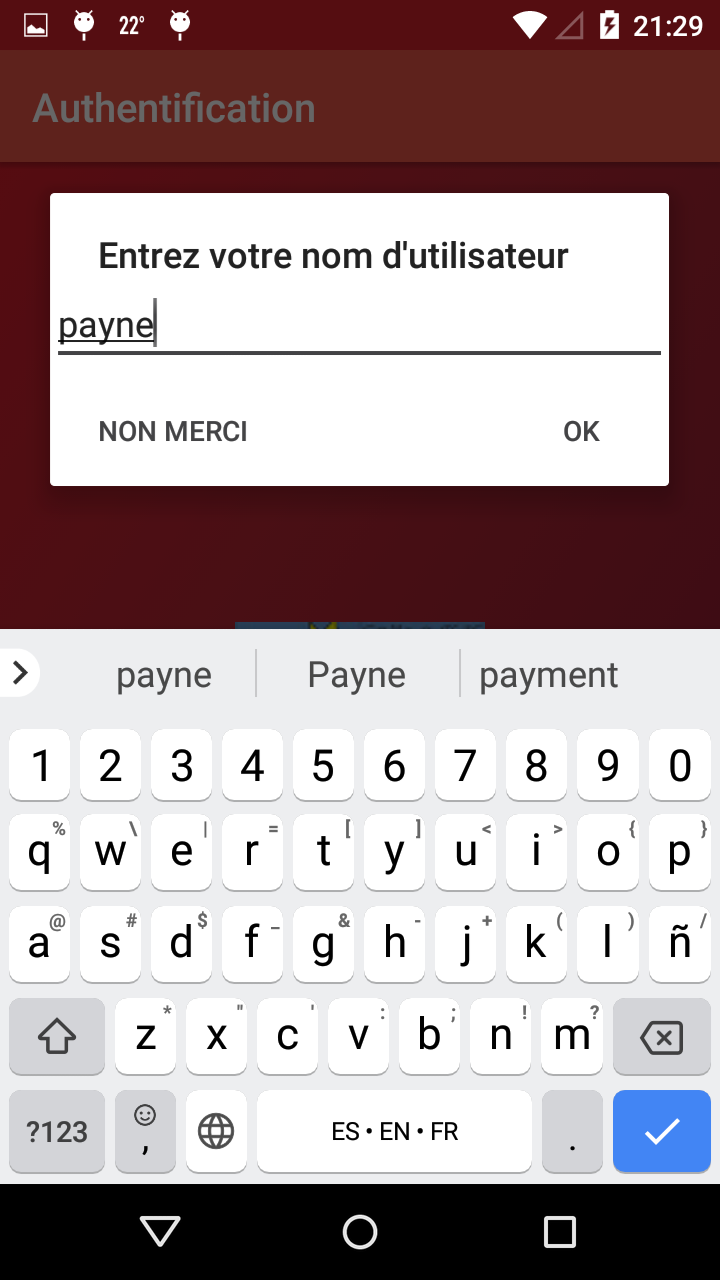 22° 21:29
Authentification
Entrez votre nom d'utilisateur
payne
NON MERCI OK
payne Payne payment
1 2 3 4 5 6 7 8 9 0
% \ | = [ ] < > { }
q w e r t y u i o p
@ # $ _ & - + ( ) /
a s d f g h j k l ñ
* " ' : ; ! ?
z x c v b n m
?123 , ES • EN • FR .